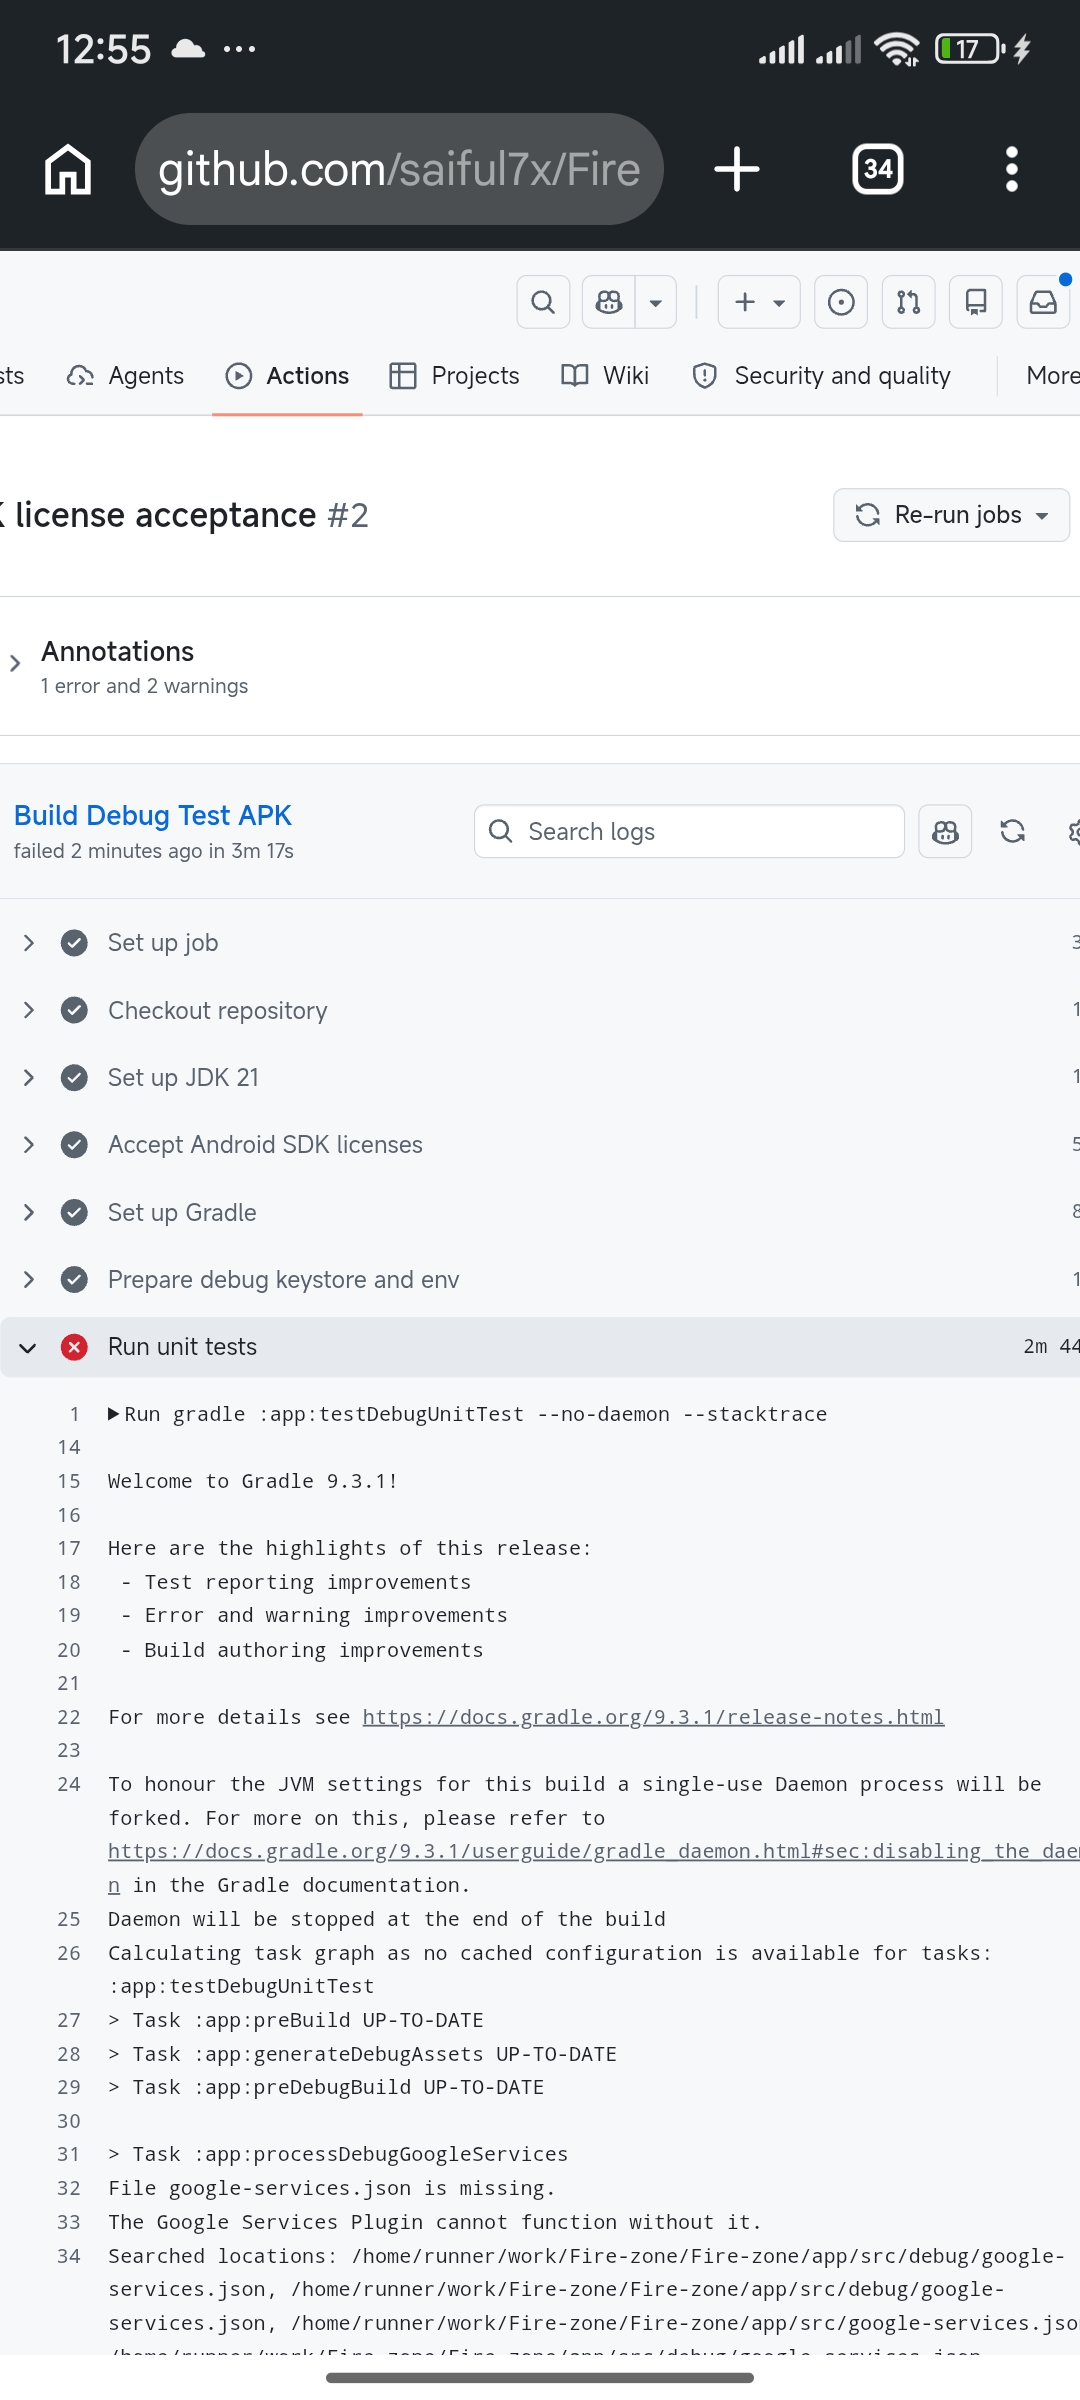 12:55
17
github.com/saiful7x/Fire
34
sts
Agents
Actions
Projects
Wiki
Security and quality
More
license acceptance #2
Re-run jobs
Annotations
1 error and 2 warnings
Build Debug Test APK
failed 2 minutes ago in 3m 17s
Search logs
Set up job
3
Checkout repository
1
Set up JDK 21
1
Accept Android SDK licenses
5
Set up Gradle
8
Prepare debug keystore and env
1
Run unit tests
2m 44
1 ▶Run gradle :app:testDebugUnitTest --no-daemon --stacktrace
14
15 Welcome to Gradle 9.3.1!
16
17 Here are the highlights of this release:
18 - Test reporting improvements
19 - Error and warning improvements
20 - Build authoring improvements
21
22 For more details see https://docs.gradle.org/9.3.1/release-notes.html
23
24 To honour the JVM settings for this build a single-use Daemon process will be
forked. For more on this, please refer to
https://docs.gradle.org/9.3.1/userguide/gradle_daemon.html#sec:disabling_the_dae
n in the Gradle documentation.
25 Daemon will be stopped at the end of the build
26 Calculating task graph as no cached configuration is available for tasks:
:app:testDebugUnitTest
27 > Task :app:preBuild UP-TO-DATE
28 > Task :app:generateDebugAssets UP-TO-DATE
29 > Task :app:preDebugBuild UP-TO-DATE
30
31 > Task :app:processDebugGoogleServices
32 File google-services.json is missing.
33 The Google Services Plugin cannot function without it.
34 Searched locations: /home/runner/work/Fire-zone/Fire-zone/app/src/debug/google-
services.json, /home/runner/work/Fire-zone/Fire-zone/app/src/debug/google-
services.json, /home/runner/work/Fire-zone/Fire-zone/app/src/google-services.jso